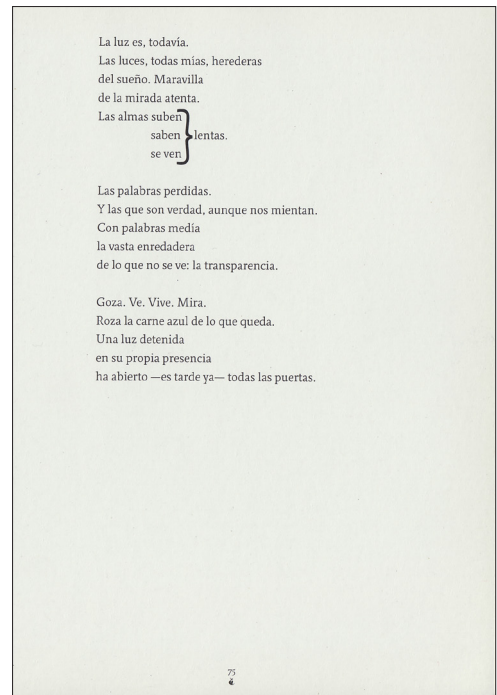 La luz es, todavía.
Las luces, todas mías, herederas
del sueño. Maravilla
de la mirada atenta.
Las almas suben
saben } lentas.
se ven
Las palabras perdidas.
Y las que son verdad, aunque nos mientan.
Con palabras medía
la vasta enredadera
de lo que no se ve: la transparencia.
Goza. Ve. Vive. Mira.
Roza la carne azul de lo que queda.
Una luz detenida
en su propia presencia
ha abierto —es tarde ya— todas las puertas.
75